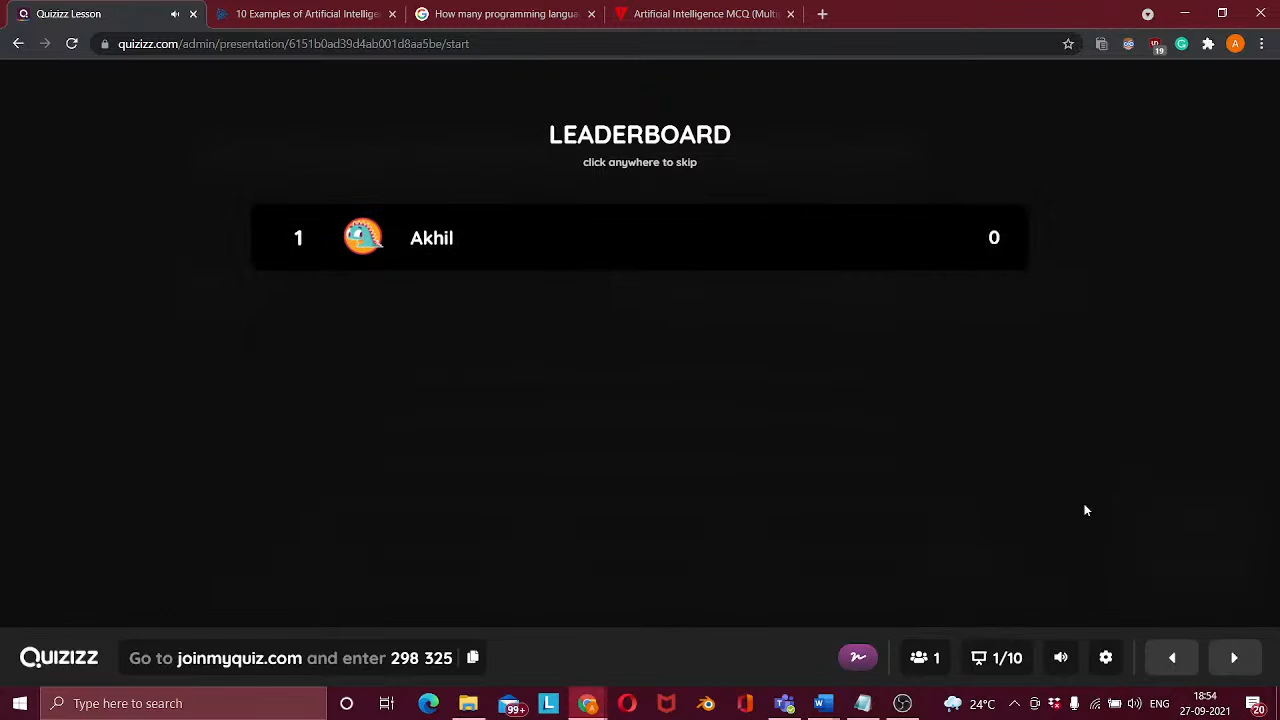 Quizizz Lesson
10 Examples of Artificial Intellige
How many programming langua
Artificial Intelligence MCQ (Multip
quizizz.com/admin/presentation/6151b0ad39d4ab001d8aa5be/start
19
A
LEADERBOARD
click anywhere to skip
1 Akhil 0
Quizizz Go to joinmyquiz.com and enter 298 325 1 1/10
Type here to search
99+
L
24°C
ENG
18:54
27-09-2021
20